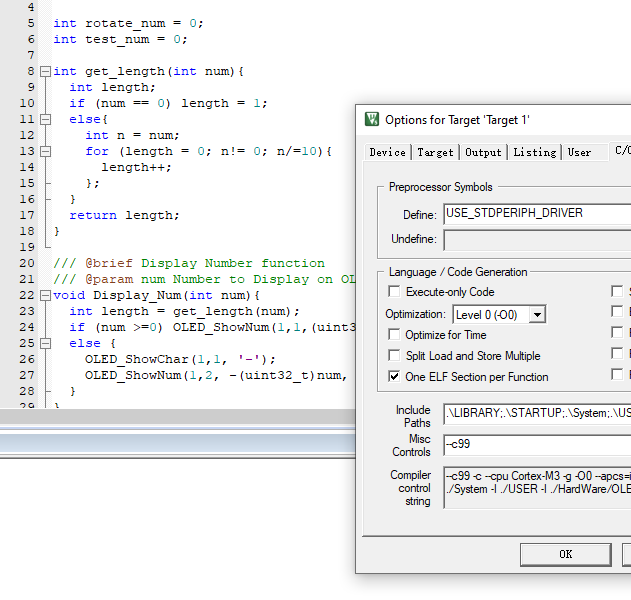 4
5 int rotate_num = 0;
6 int test_num = 0;
7
8 int get_length(int num){
9 int length;
10 if (num == 0) length = 1;
11 else{
12 int n = num;
13 for (length = 0; n!= 0; n/=10){
14 length++;
15 };
16 }
17 return length;
18 }
19
20 /// @brief Display Number function
21 /// @param num Number to Display on OL
22 void Display_Num(int num){
23 int length = get_length(num);
24 if (num >=0) OLED_ShowNum(1,1,(uint3
25 else {
26 OLED_ShowChar(1,1, '-');
27 OLED_ShowNum(1,2, -(uint32_t)num,
28 }
29 }
Options for Target 'Target 1'
Device Target Output Listing User C/C
Preprocessor Symbols
Define: USE_STDPERIPH_DRIVER
Undefine:
Language / Code Generation
Execute-only Code
Optimization: Level 0 (-O0)
Optimize for Time
Split Load and Store Multiple
One ELF Section per Function
Include Paths .\LIBRARY;.\STARTUP;.\System;.\US
Misc Controls --c99
Compiler control string --c99 -c --cpu Cortex-M3 -g -O0 --apcs=i
./System -I ./USER -I ./HardWare/OLE
OK